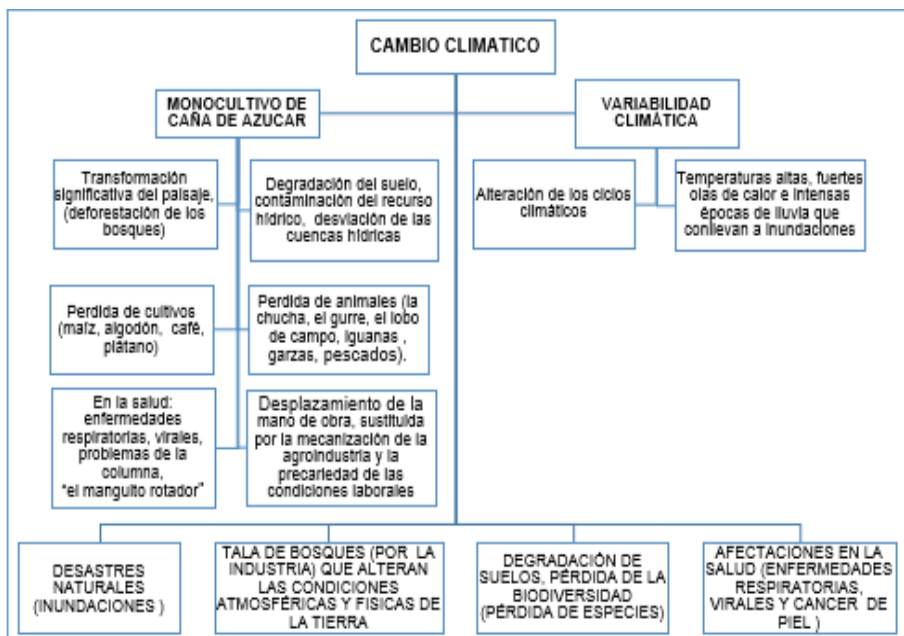 CAMBIO CLIMATICO
MONOCULTIVO DE
CAÑA DE AZUCAR
VARIABILIDAD
CLIMÁTICA
Transformación
significativa del paisaje,
(deforestación de los
bosques)
Degradación del suelo,
contaminación del recurso
hídrico, desviación de las
cuencas hídricas
Alteración de los ciclos
climáticos
Temperaturas altas, fuertes
olas de calor e intensas
épocas de lluvia que
conllevan a inundaciones
Perdida de cultivos
(maíz, algodón, café,
plátano)
Perdida de animales (la
chucha, el gurre, el lobo
de campo, iguanas ,
garzas, pescados).
En la salud:
enfermedades
respiratorias, virales,
problemas de la
columna,
"el manguito rotador"
Desplazamiento de la
mano de obra, sustituida
por la mecanización de la
agroindustria y la
precariedad de las
condiciones laborales
DESASTRES
NATURALES
(INUNDACIONES )
TALA DE BOSQUES (POR LA
INDUSTRIA) QUE ALTERAN
LAS CONDICIONES
ATMOSFÉRICAS Y FISICAS DE
LA TIERRA
DEGRADACIÓN DE
SUELOS, PÉRDIDA DE LA
BIODIVERSIDAD
(PÉRDIDA DE ESPECIES)
AFECTACIONES EN LA
SALUD (ENFERMEDADES
RESPIRATORIAS,
VIRALES Y CANCER DE
PIEL )